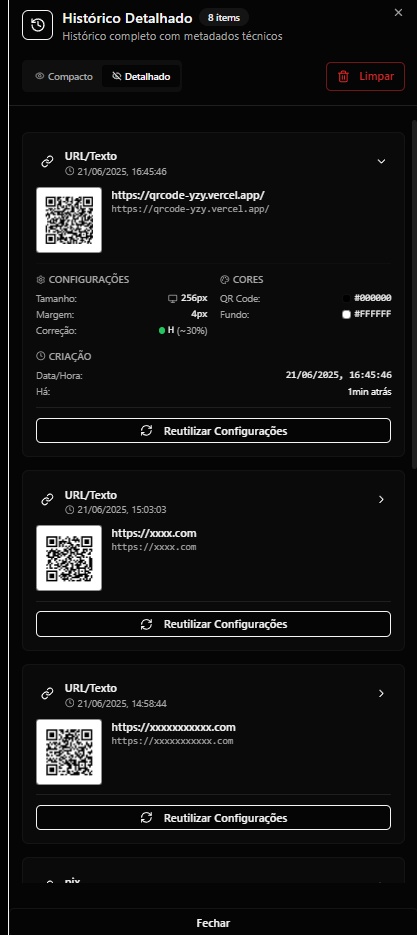 Histórico Detalhado 8 items
Histórico completo com metadados técnicos
Compacto Detalhado Limpar
URL/Texto
21/06/2025, 16:45:46
https://qrcode-yzy.vercel.app/
https://qrcode-yzy.vercel.app/
CONFIGURAÇÕES
Tamanho: 256px
Margem: 4px
Correção: H (~30%)
CORES
QR Code: #000000
Fundo: #FFFFFF
CRIAÇÃO
Data/Hora: 21/06/2025, 16:45:46
Há: 1min atrás
Reutilizar Configurações
URL/Texto
21/06/2025, 15:03:03
https://xxxx.com
https://xxxx.com
Reutilizar Configurações
URL/Texto
21/06/2025, 14:58:44
https://xxxxxxxxxxx.com
https://xxxxxxxxxxx.com
Reutilizar Configurações
pix
Fechar